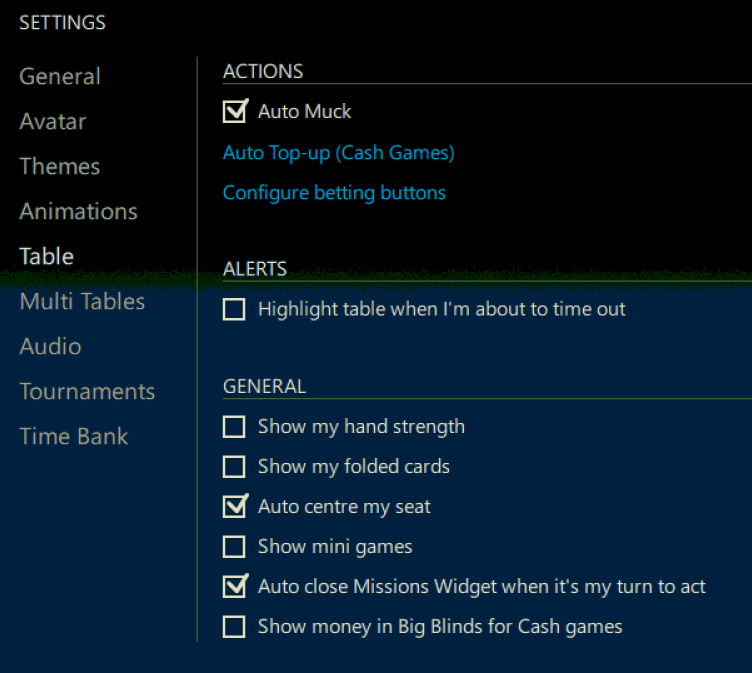 SETTINGS
General
Avatar
Themes
Animations
Table
Multi Tables
Audio
Tournaments
Time Bank
ACTIONS
Auto Muck
Auto Top-up (Cash Games)
Configure betting buttons
ALERTS
Highlight table when I'm about to time out
GENERAL
Show my hand strength
Show my folded cards
Auto centre my seat
Show mini games
Auto close Missions Widget when it's my turn to act
Show money in Big Blinds for Cash games